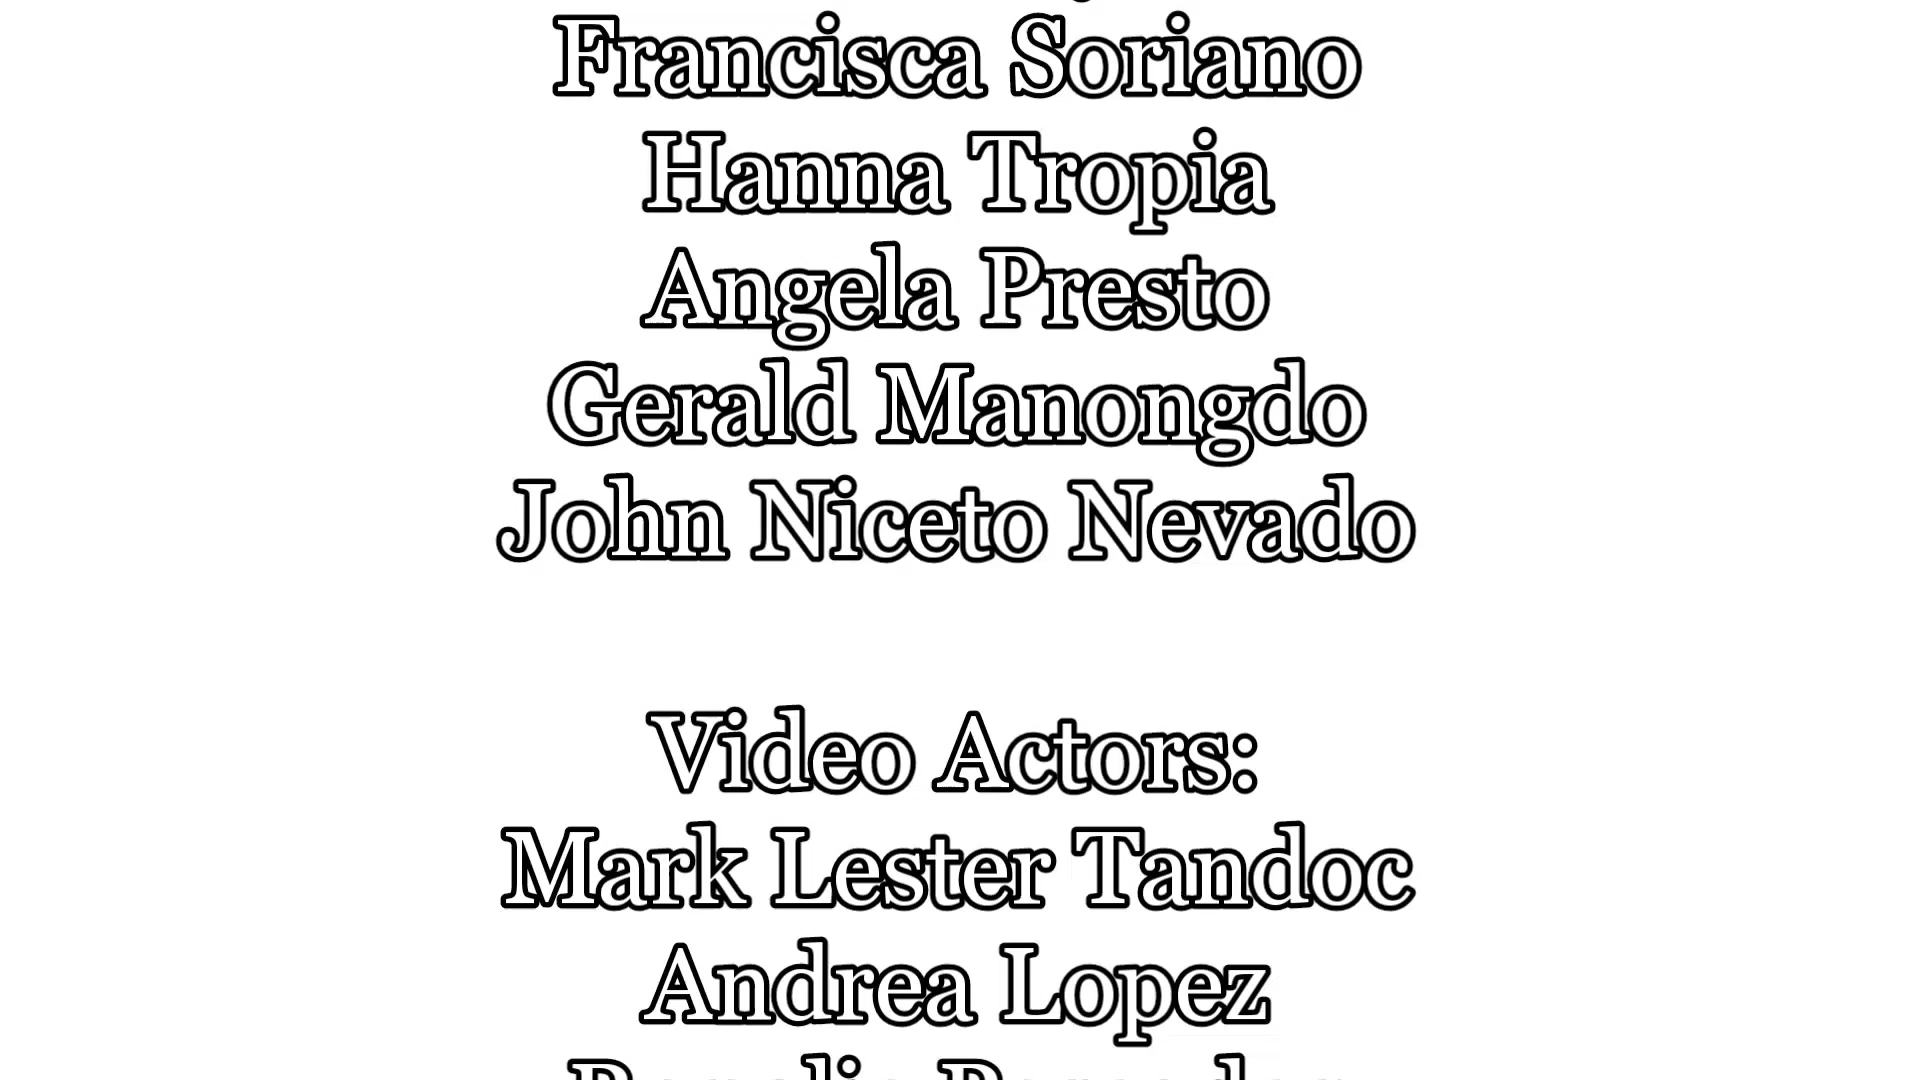 Francisca Soriano
Hanna Tropia
Angela Presto
Gerald Manongdo
John Niceto Nevado
Video Actors:
Mark Lester Tandoc
Andrea Lopez